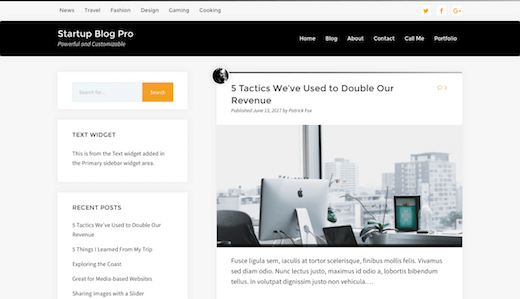 News Travel Fashion Design Gaming Cooking
Startup Blog Pro
Powerful and Customizable
Home Blog About Contact Call Me Portfolio
Search for... Search
TEXT WIDGET
This is from the Text widget added in
the Primary sidebar widget area.
RECENT POSTS
5 Tactics We've Used to Double Our
Revenue
5 Things I Learned From My Trip
Exploring the Coast
Great for Media-based Websites
Sharing Images with a Slider
5 Tactics We've Used to Double Our
Revenue
Published June 13, 2017 by Patrick Fox
Fusce ligula sem, iaculis at tortor scelerisque, finibus mollis felis. Vivamus
sed diam odio. Nunc lectus justo, maximus id odio a, lobortis bibendum
tellus. In volutpat dignissim justo non vehicula....